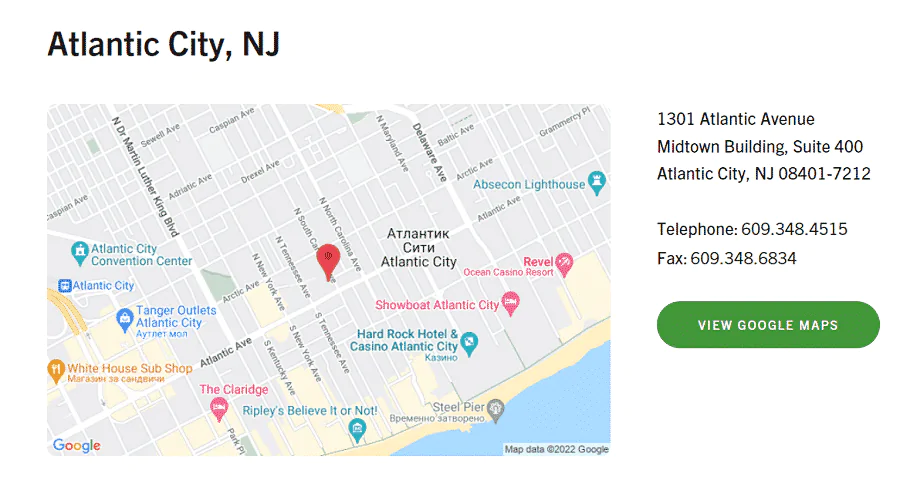 Atlantic City, NJ
1301 Atlantic Avenue
Midtown Building, Suite 400
Atlantic City, NJ 08401-7212
Telephone: 609.348.4515
Fax: 609.348.6834
VIEW GOOGLE MAPS
Caspian Ave
Sewell Ave
N Dr Martin Luther King Blvd
N Maryland Ave
Delaware Ave
Baltic Ave
Grammercy Pl
Drexel Ave
Arctic Ave
Adriatic Ave
Absecon Lighthouse
Caspian Ave
Atlantic Ave
N North Carolina Ave
N South Car
Атлантик
Сити
Atlantic City
Atlantic City
Convention Center
N Tennessee Ave
N New York Ave
Revel
Ocean Casino Resort
Atlantic City
Arctic Ave
Showboat Atlantic City
Tanger Outlets
Atlantic City
Аутлет мол
S Tennessee Ave
S New York Ave
Hard Rock Hotel &
Casino Atlantic City
Казино
Atlantic Ave
S Kentucky Ave
White House Sub Shop
Магазин за сандвичи
The Claridge
Ripley's Believe It or Not!
Steel Pier
Временно затворено
Park Pl
Google
Map data ©2022 Google